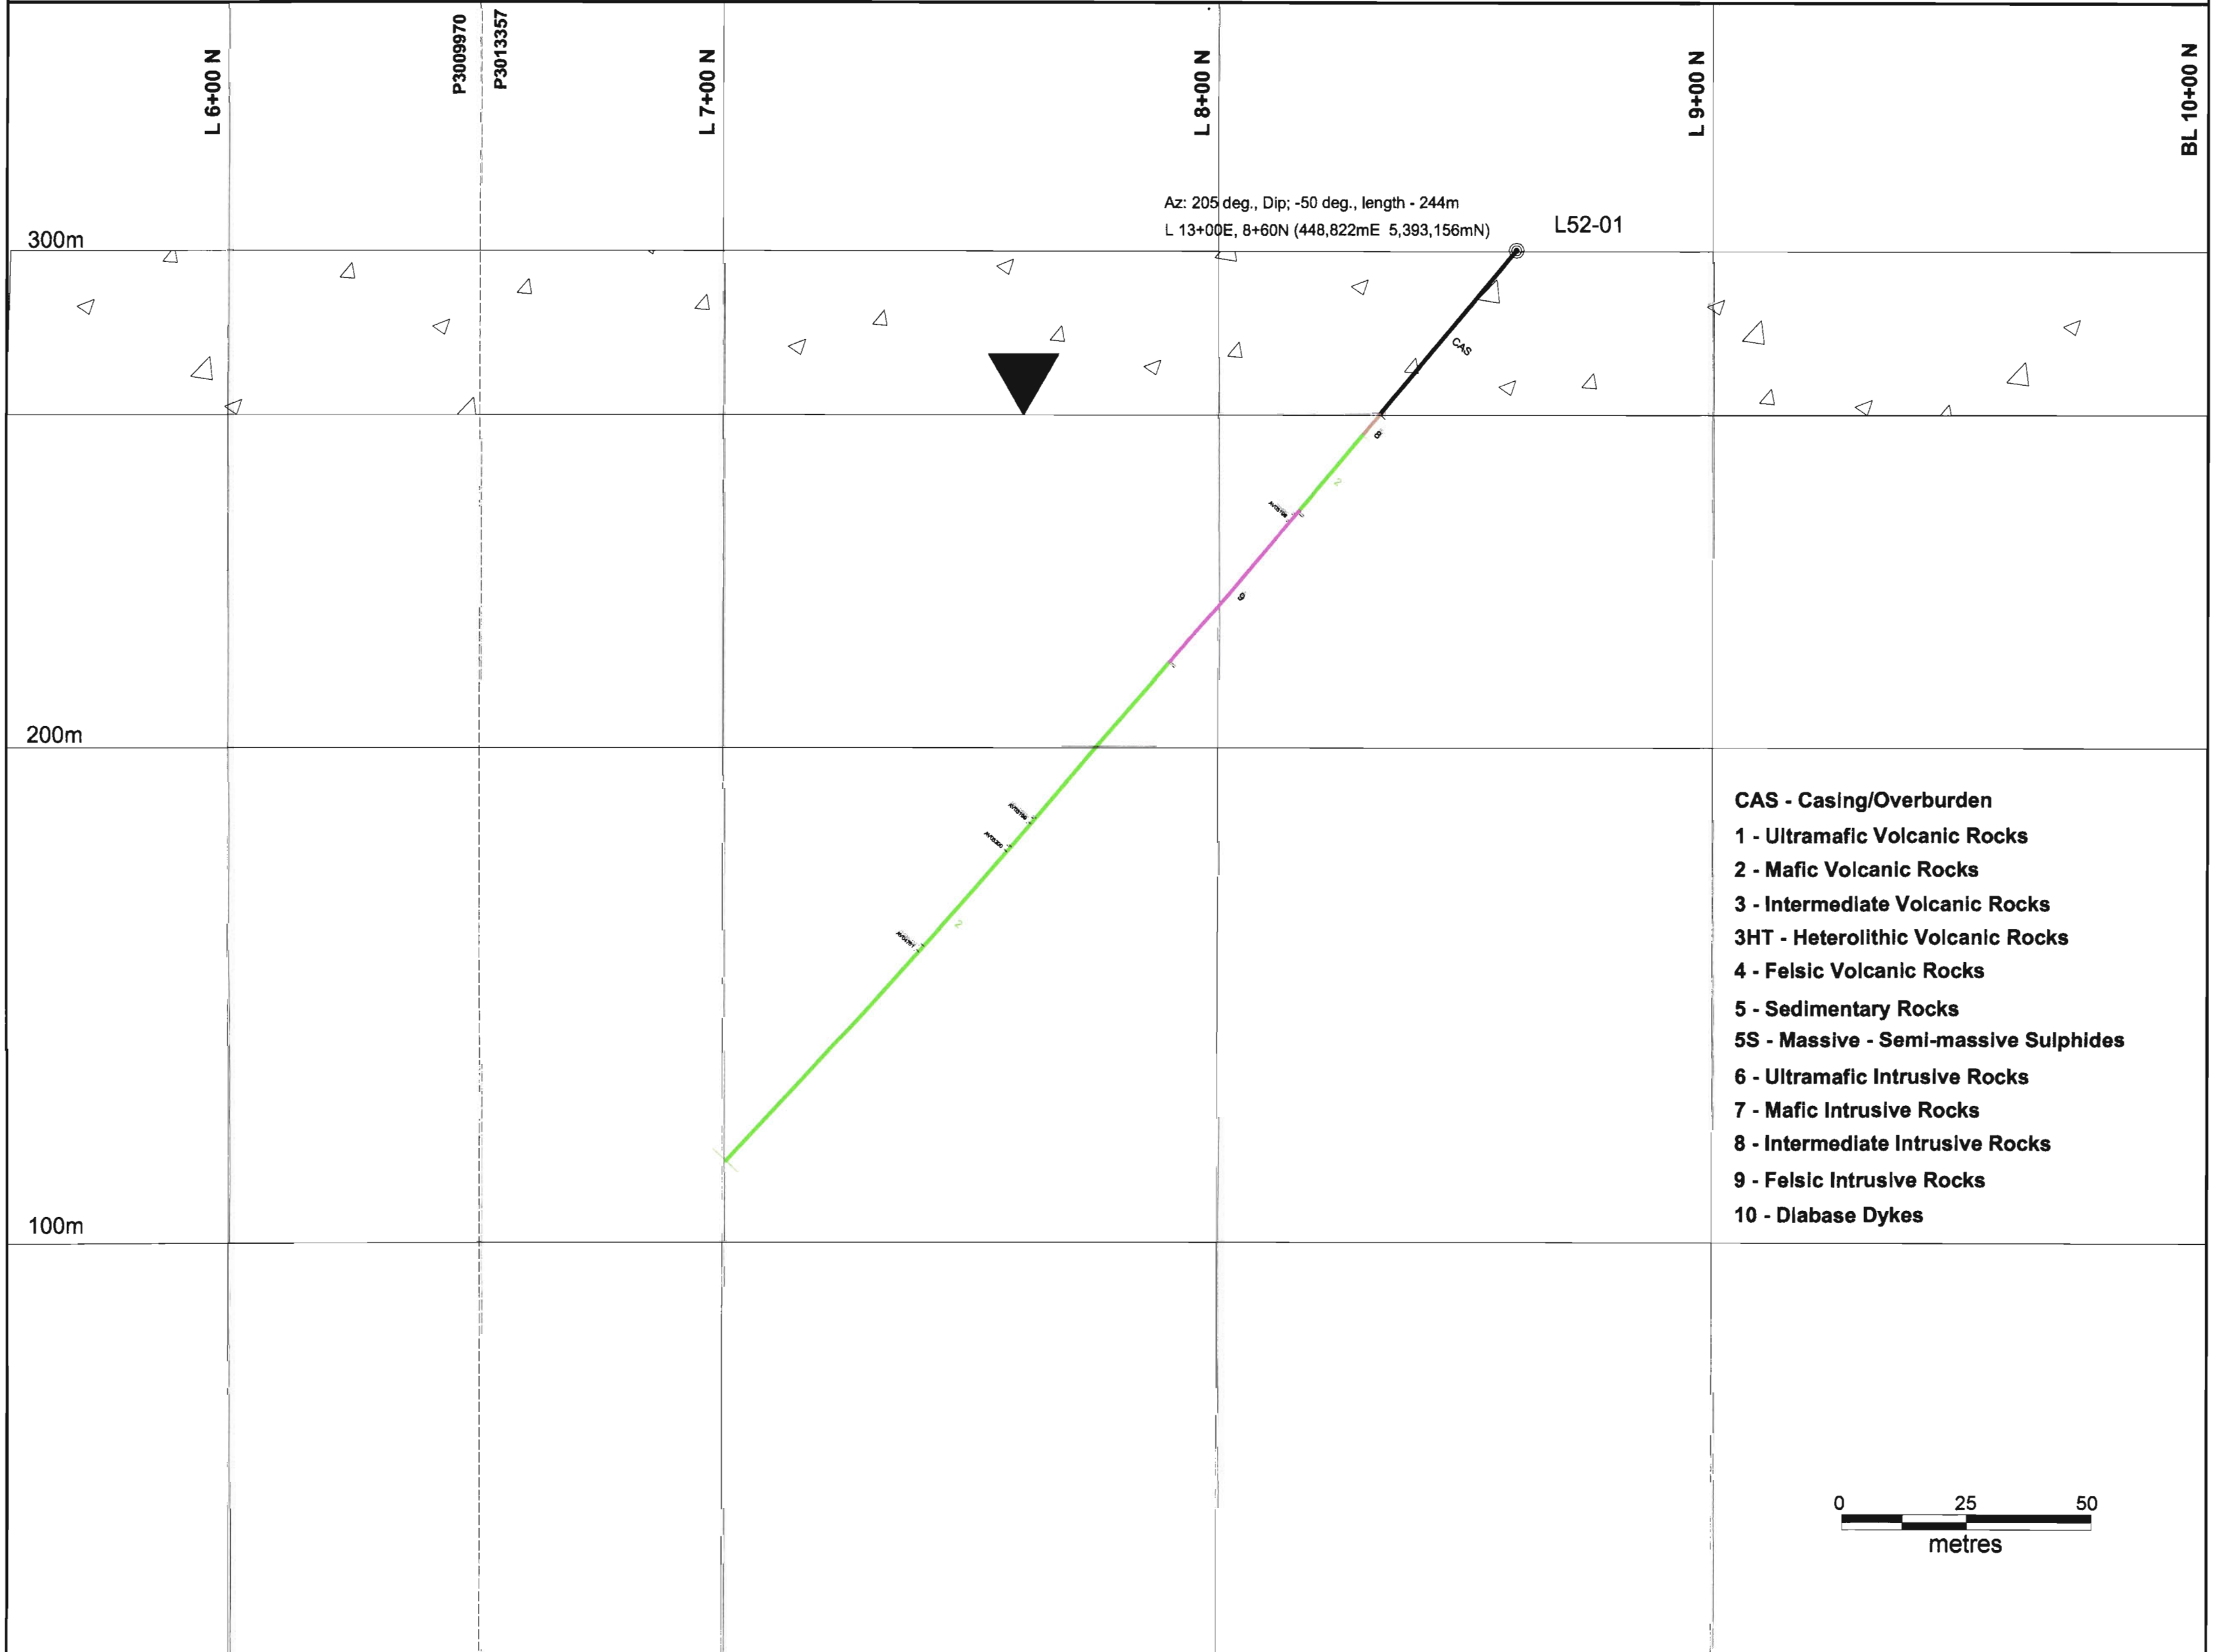 L 6+00 N
P3009970
P3013357
L 7+00 N
L 8+00 N
L 9+00 N
BL 10+00 N
Az: 205 deg., Dip; -50 deg., length - 244m
L 13+00E, 8+60N (448,822mE 5,393,156mN)
L52-01
300m
CAS
8
2
9
200m
2
100m
CAS - Casing/Overburden
1 - Ultramafic Volcanic Rocks
2 - Mafic Volcanic Rocks
3 - Intermediate Volcanic Rocks
3HT - Heterolithic Volcanic Rocks
4 - Felsic Volcanic Rocks
5 - Sedimentary Rocks
5S - Massive - Semi-massive Sulphides
6 - Ultramafic Intrusive Rocks
7 - Mafic Intrusive Rocks
8 - Intermediate Intrusive Rocks
9 - Felsic Intrusive Rocks
10 - Diabase Dykes
0 25 50
metres